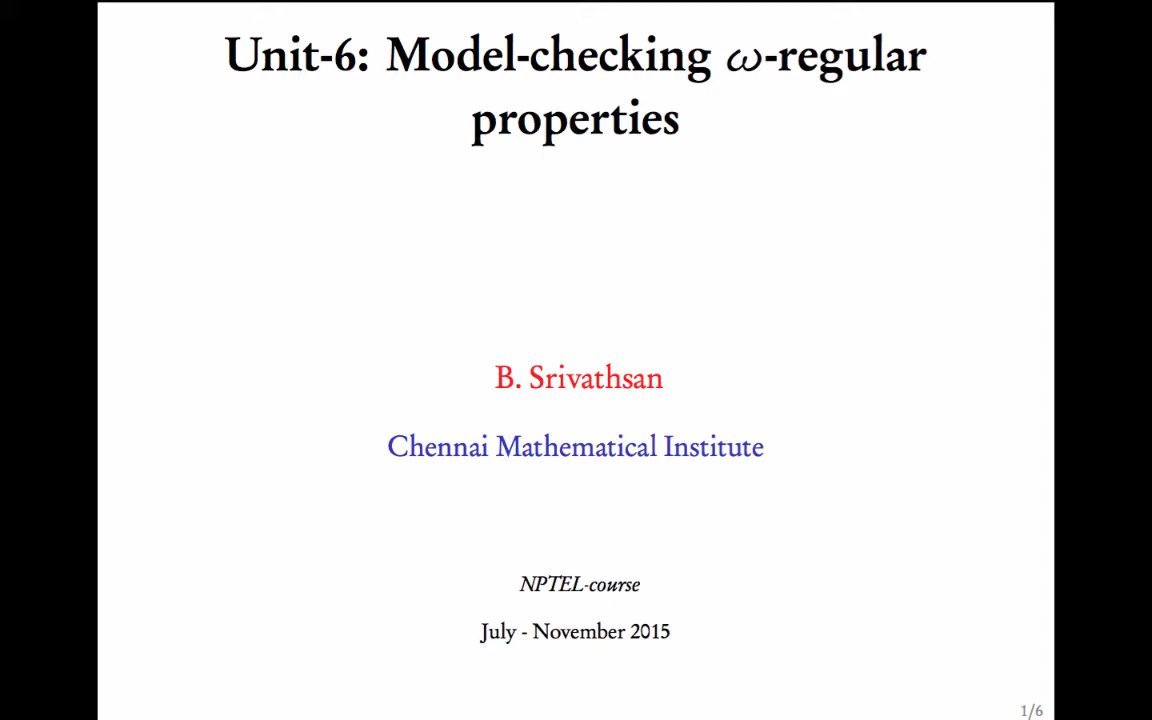 Unit-6: Model-checking ω-regular
properties
B. Srivathsan
Chennai Mathematical Institute
NPTEL-course
July - November 2015
1/6